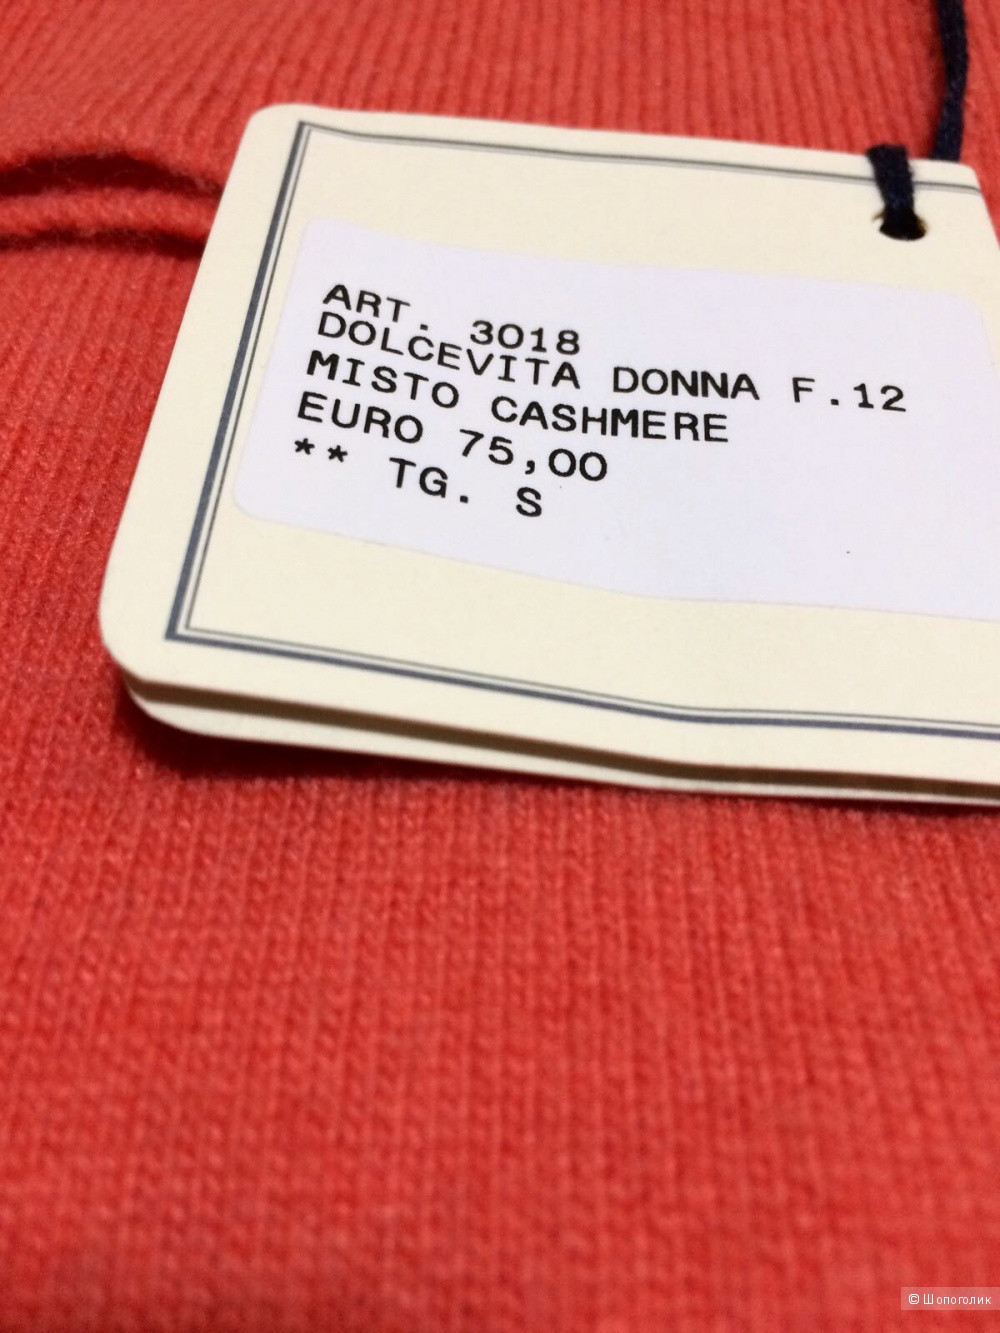 ART. 3018
DOLCEVITA DONNA F.12
MISTO CASHMERE
EURO 75,00
** TG. S
© Шопоголик